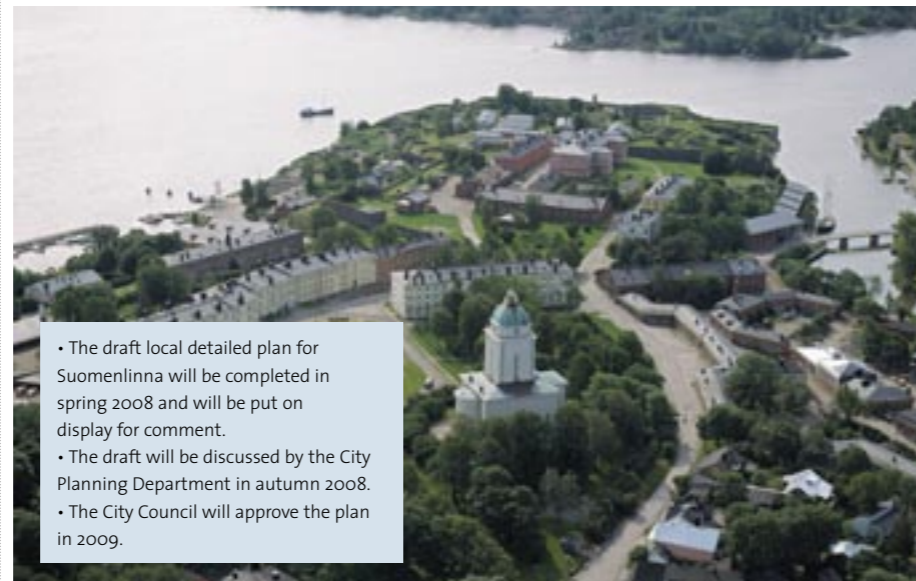 • The draft local detailed plan for
Suomenlinna will be completed in
spring 2008 and will be put on
display for comment.
• The draft will be discussed by the City
Planning Department in autumn 2008.
• The City Council will approve the plan
in 2009.